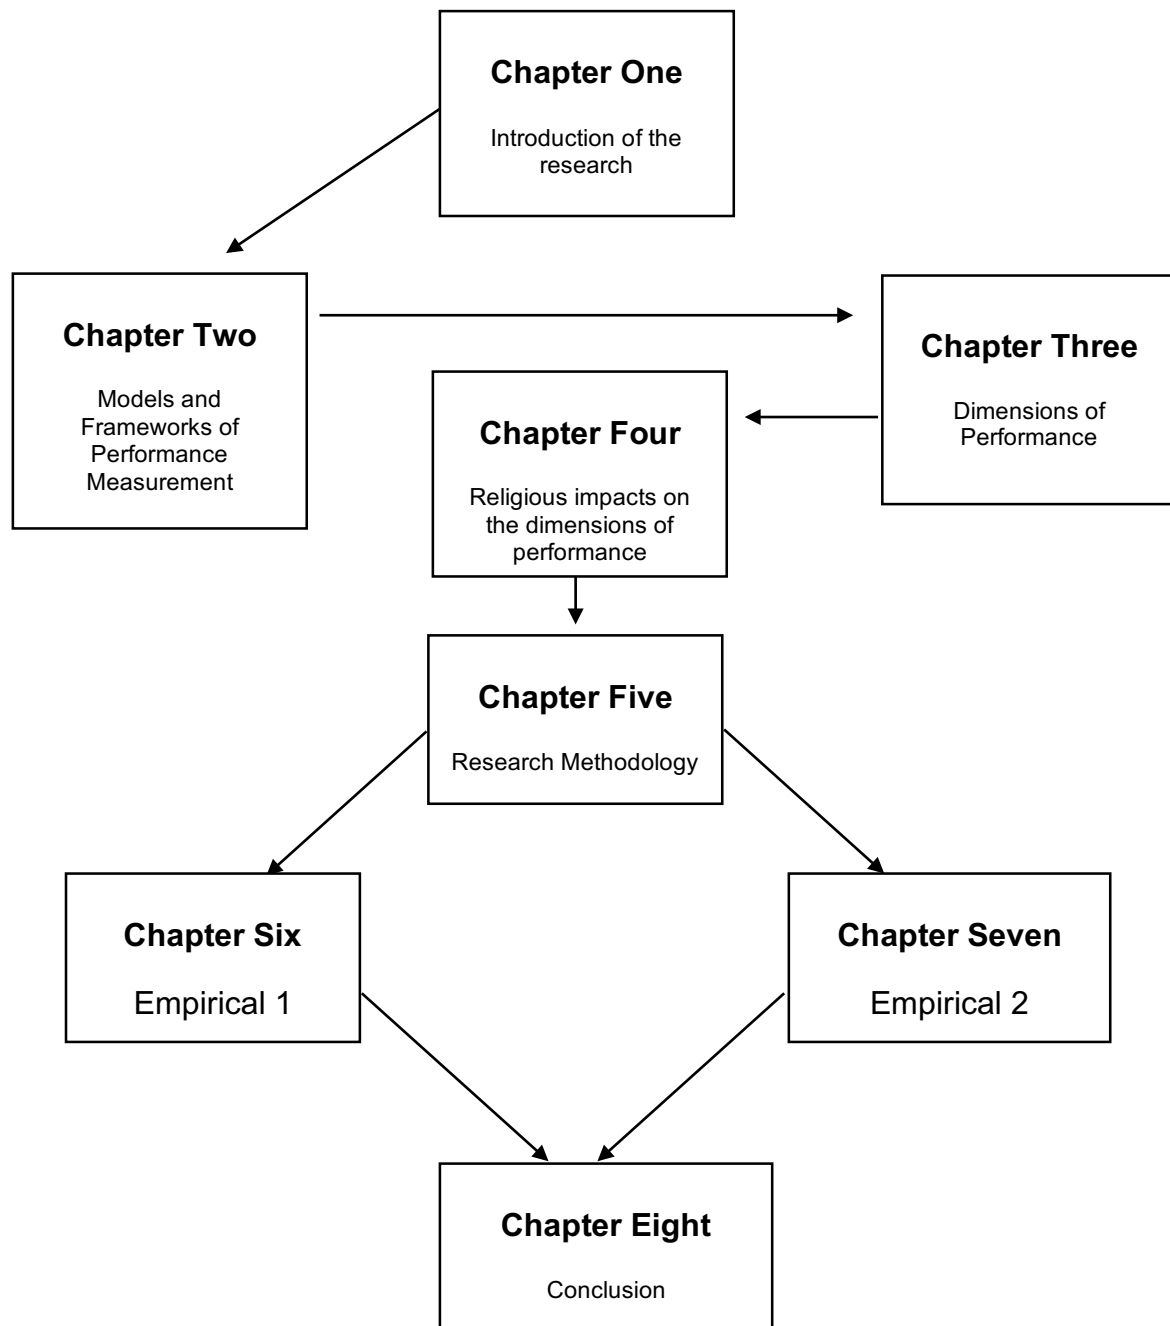 Chapter One
Introduction of the
research
Chapter Two
Models and
Frameworks of
Performance
Measurement
Chapter Three
Dimensions of
Performance
Chapter Four
Religious impacts on
the dimensions of
performance
Chapter Five
Research Methodology
Chapter Six
Empirical 1
Chapter Seven
Empirical 2
Chapter Eight
Conclusion